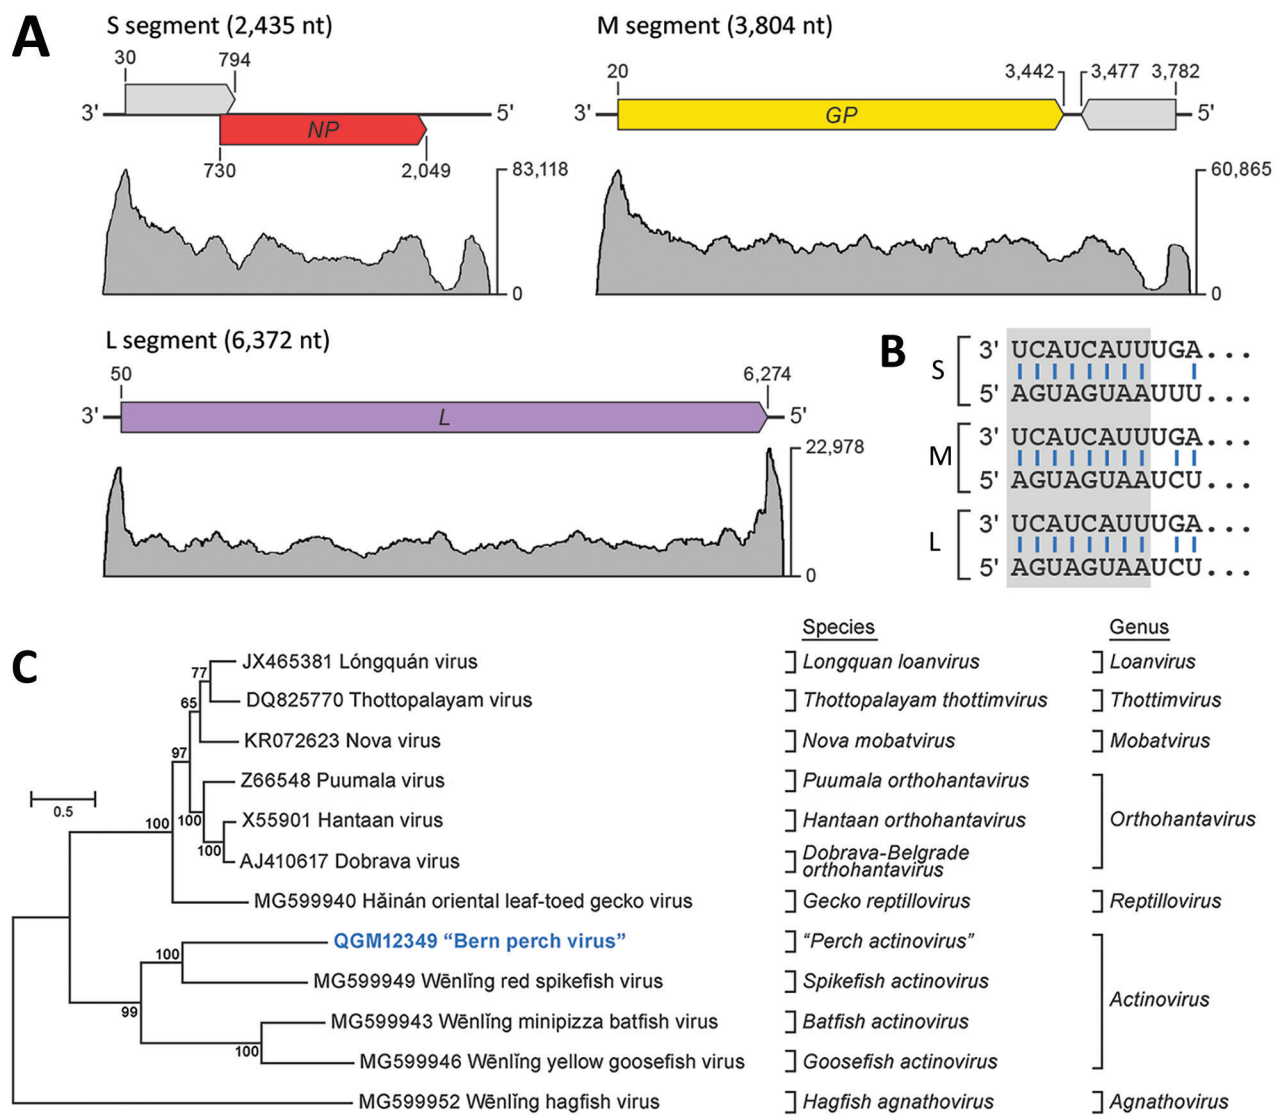 A
S segment (2,435 nt)
30
794
3'
5'
NP
730
2,049
83,118
0
M segment (3,804 nt)
20
3,442
3,477
3,782
3'
5'
GP
60,865
0
L segment (6,372 nt)
50
6,274
3'
5'
L
22,978
0
B
S
3' UCAUCAUUUGA...
5' AGUAGUAAUUU...
M
3' UCAUCAUUUGA...
5' AGUAGUAAUCU...
L
3' UCAUCAUUUGA...
5' AGUAGUAAUCU...
C
Species
Genus
JX465381 Lóngquán virus
Longquan loanvirus
Loanvirus
DQ825770 Thottopalayam virus
Thottopalayam thottimvirus
Thottimvirus
KR072623 Nova virus
Nova mobatvirus
Mobatvirus
Z66548 Puumala virus
Puumala orthohantavirus
X55901 Hantaan virus
Hantaan orthohantavirus
Orthohantavirus
AJ410617 Dobrava virus
Dobrava-Belgrade
orthohantavirus
MG599940 Hǎinán oriental leaf-toed gecko virus
Gecko reptillovirus
Reptillovirus
QGM12349 “Bern perch virus”
“Perch actinovirus”
MG599949 Wēnlǐng red spikefish virus
Spikefish actinovirus
Actinovirus
MG599943 Wēnlǐng minipizza batfish virus
Batfish actinovirus
MG599946 Wēnlǐng yellow goosefish virus
Goosefish actinovirus
MG599952 Wēnlǐng hagfish virus
Hagfish agnathovirus
Agnathovirus
77
65
97
100
100
100
100
99
100
0.5